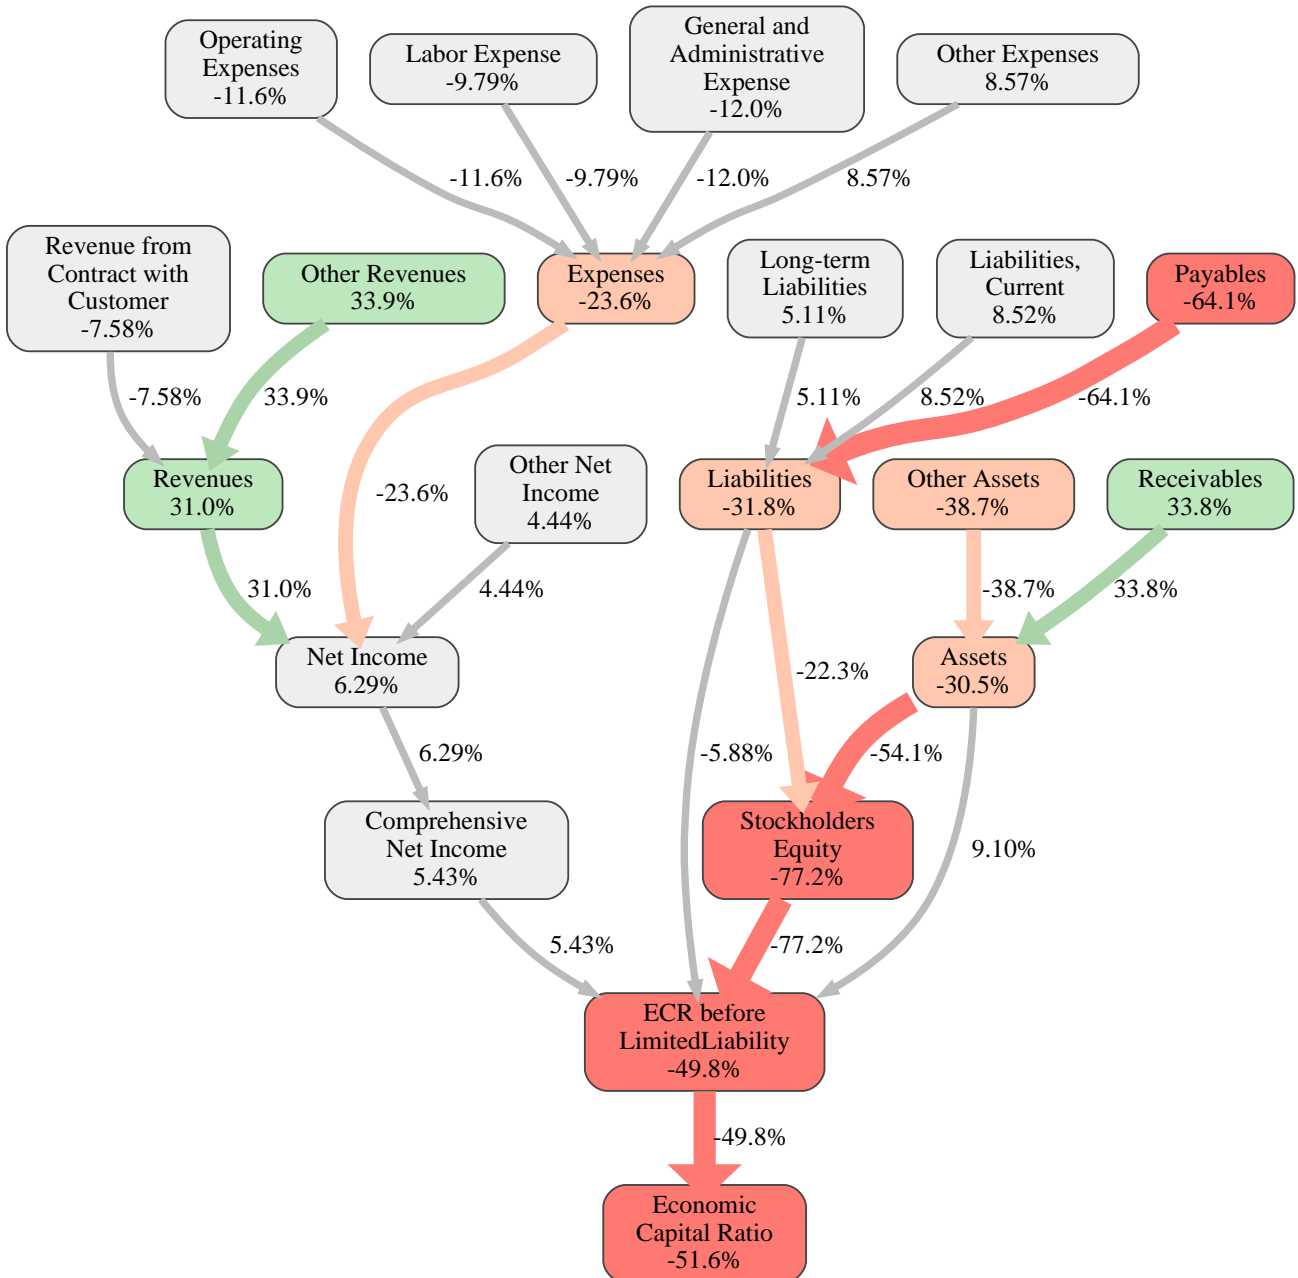 Operating
Expenses
-11.6%
Labor Expense
-9.79%
General and
Administrative
Expense
-12.0%
Other Expenses
8.57%
-11.6%
-9.79%
-12.0%
8.57%
Revenue from
Contract with
Customer
-7.58%
Other Revenues
33.9%
Expenses
-23.6%
Long-term
Liabilities
5.11%
Liabilities,
Current
8.52%
Payables
-64.1%
-7.58%
33.9%
5.11%
8.52%
-64.1%
Revenues
31.0%
-23.6%
Other Net
Income
4.44%
Liabilities
-31.8%
Other Assets
-38.7%
Receivables
33.8%
31.0%
4.44%
-38.7%
33.8%
Net Income
6.29%
-22.3%
Assets
-30.5%
6.29%
-5.88%
-54.1%
Comprehensive
Net Income
5.43%
Stockholders
Equity
-77.2%
9.10%
5.43%
-77.2%
ECR before
LimitedLiability
-49.8%
-49.8%
Economic
Capital Ratio
-51.6%